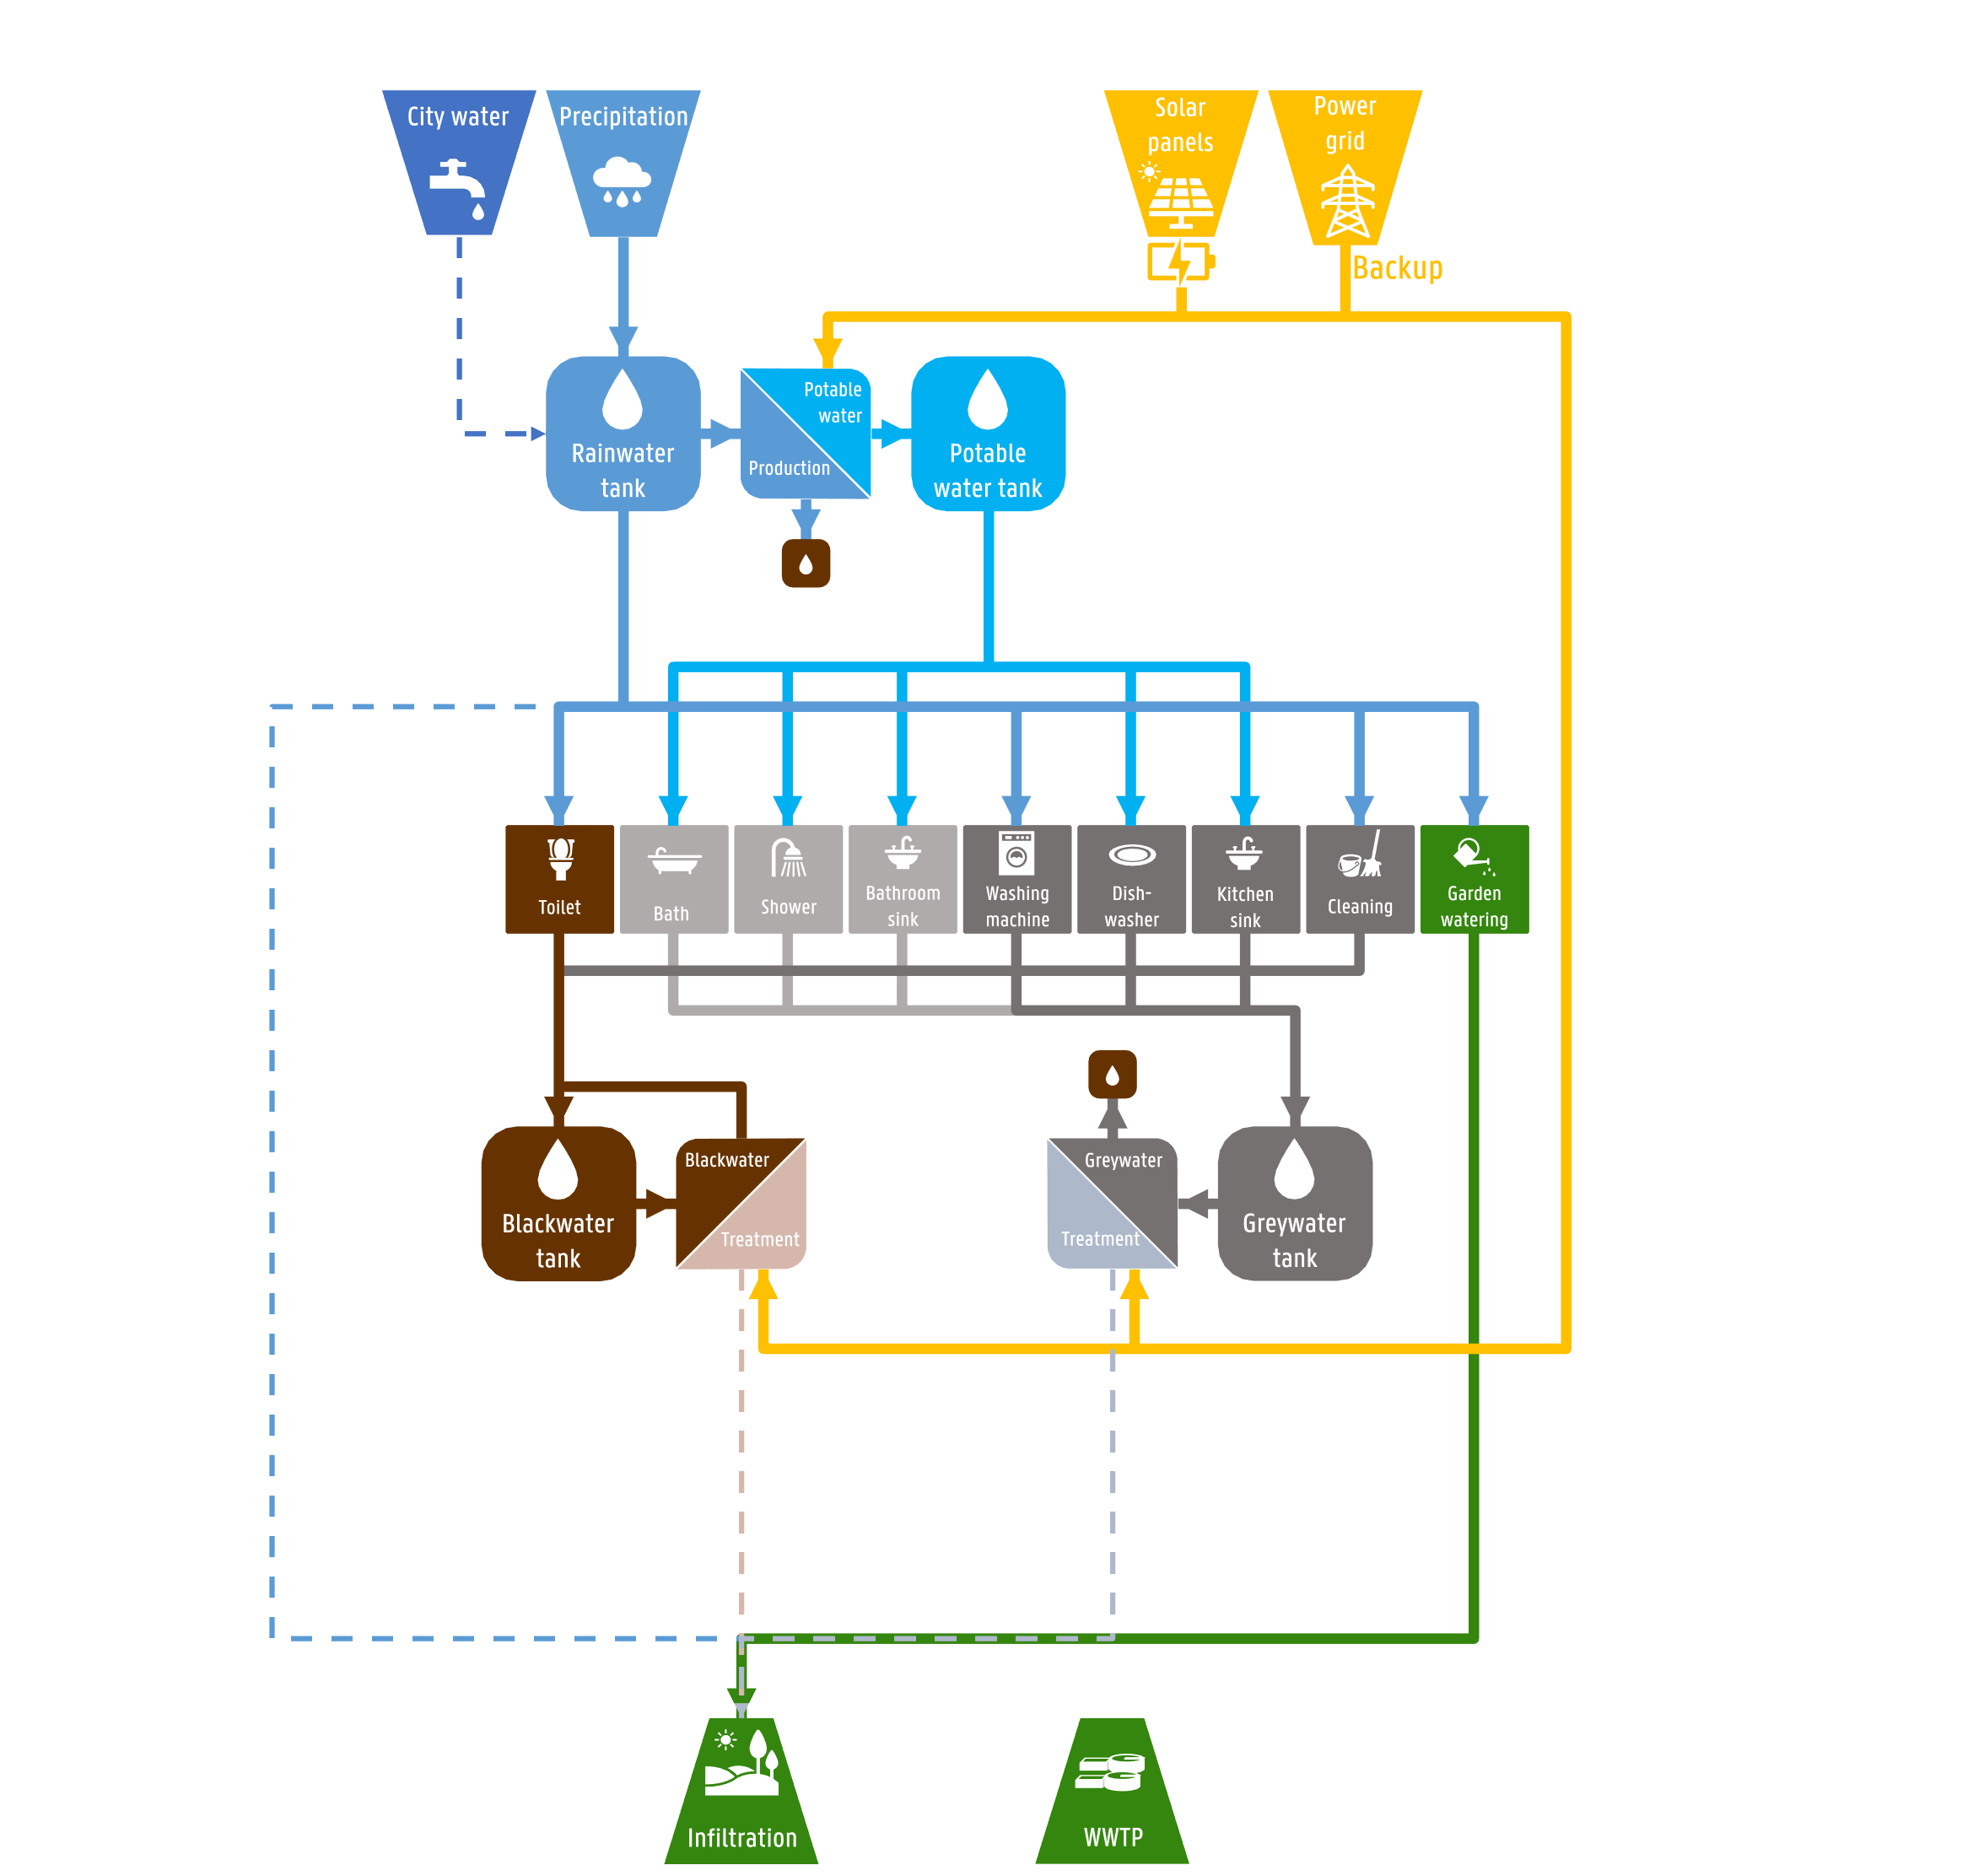 City water
Precipitation
Solar
panels
Power
grid
Backup
Rainwater
tank
Potable
water
Production
Potable
water tank
Toilet
Bath
Shower
Bathroom
sink
Washing
machine
Dish-
washer
Kitchen
sink
Cleaning
Garden
watering
Blackwater
tank
Blackwater
Treatment
Greywater
Treatment
Greywater
tank
Infiltration
WWTP